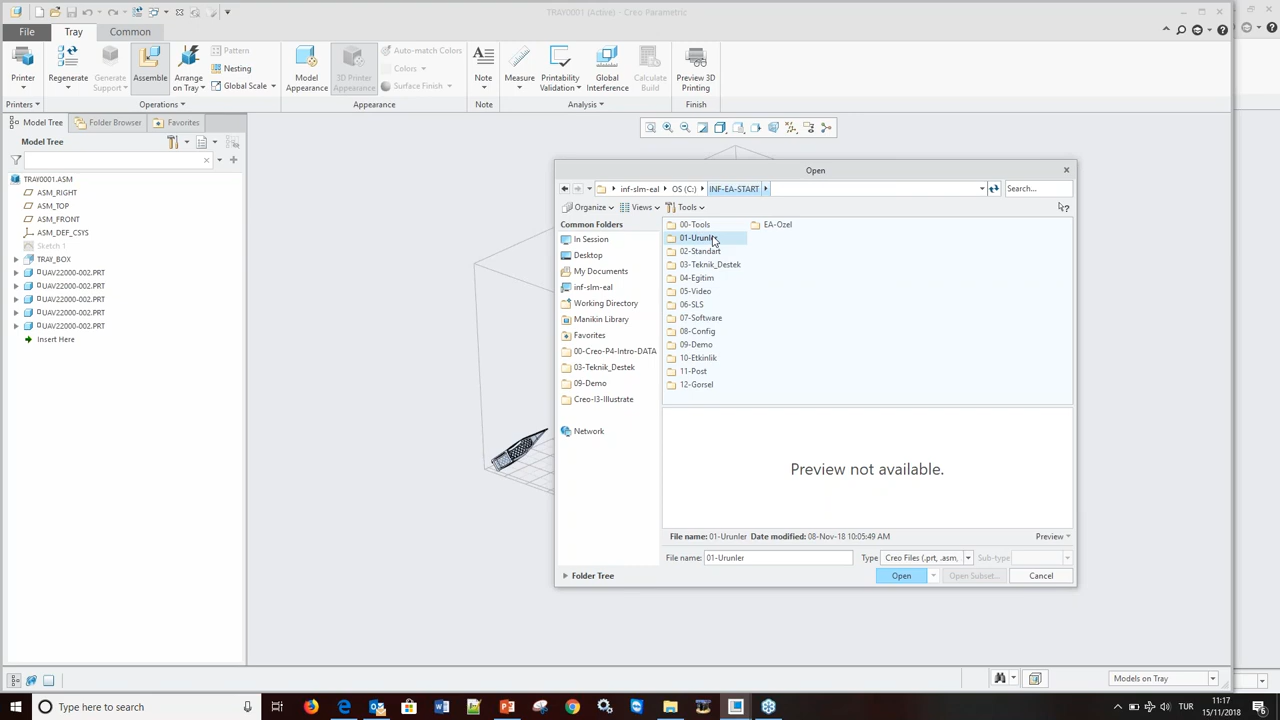 TRAY0001 (Active) - Creo Parametric
File
Tray
Common
Printer
Regenerate
Generate Support
Assemble
Arrange on Tray
Pattern
Nesting
Global Scale
Model Appearance
3D Printer Appearance
Auto-match Colors
Colors
Surface Finish
Note
Measure
Printability Validation
Global Interference
Calculate Build
Preview 3D Printing
Printers
Operations
Appearance
Note
Analysis
Finish
Model Tree
Folder Browser
Favorites
Model Tree
TRAY0001.ASM
ASM_RIGHT
ASM_TOP
ASM_FRONT
ASM_DEF_CSYS
Sketch 1
TRAY_BOX
UAV22000-002.PRT
UAV22000-002.PRT
UAV22000-002.PRT
UAV22000-002.PRT
UAV22000-002.PRT
Insert Here
Open
inf-slm-eal
OS (C:)
INF-EA-START
Search...
Organize
Views
Tools
Common Folders
In Session
Desktop
My Documents
inf-slm-eal
Working Directory
Manikin Library
Favorites
00-Creo-P4-Intro-DATA
03-Teknik_Destek
09-Demo
Creo-I3-Illustrate
Network
00-Tools
01-Urunler
02-Standart
03-Teknik_Destek
04-Egitim
05-Video
06-SLS
07-Software
08-Config
09-Demo
10-Etkinlik
11-Post
12-Gorsel
EA-Ozel
Preview not available.
File name: 01-Urunler Date modified: 08-Nov-18 10:05:49 AM
Preview
File name: 01-Urunler
Type Creo Files (.prt, .asm,
Sub-type
Folder Tree
Open
Open Subset...
Cancel
Models on Tray
Type here to search
TUR
11:17
15/11/2018